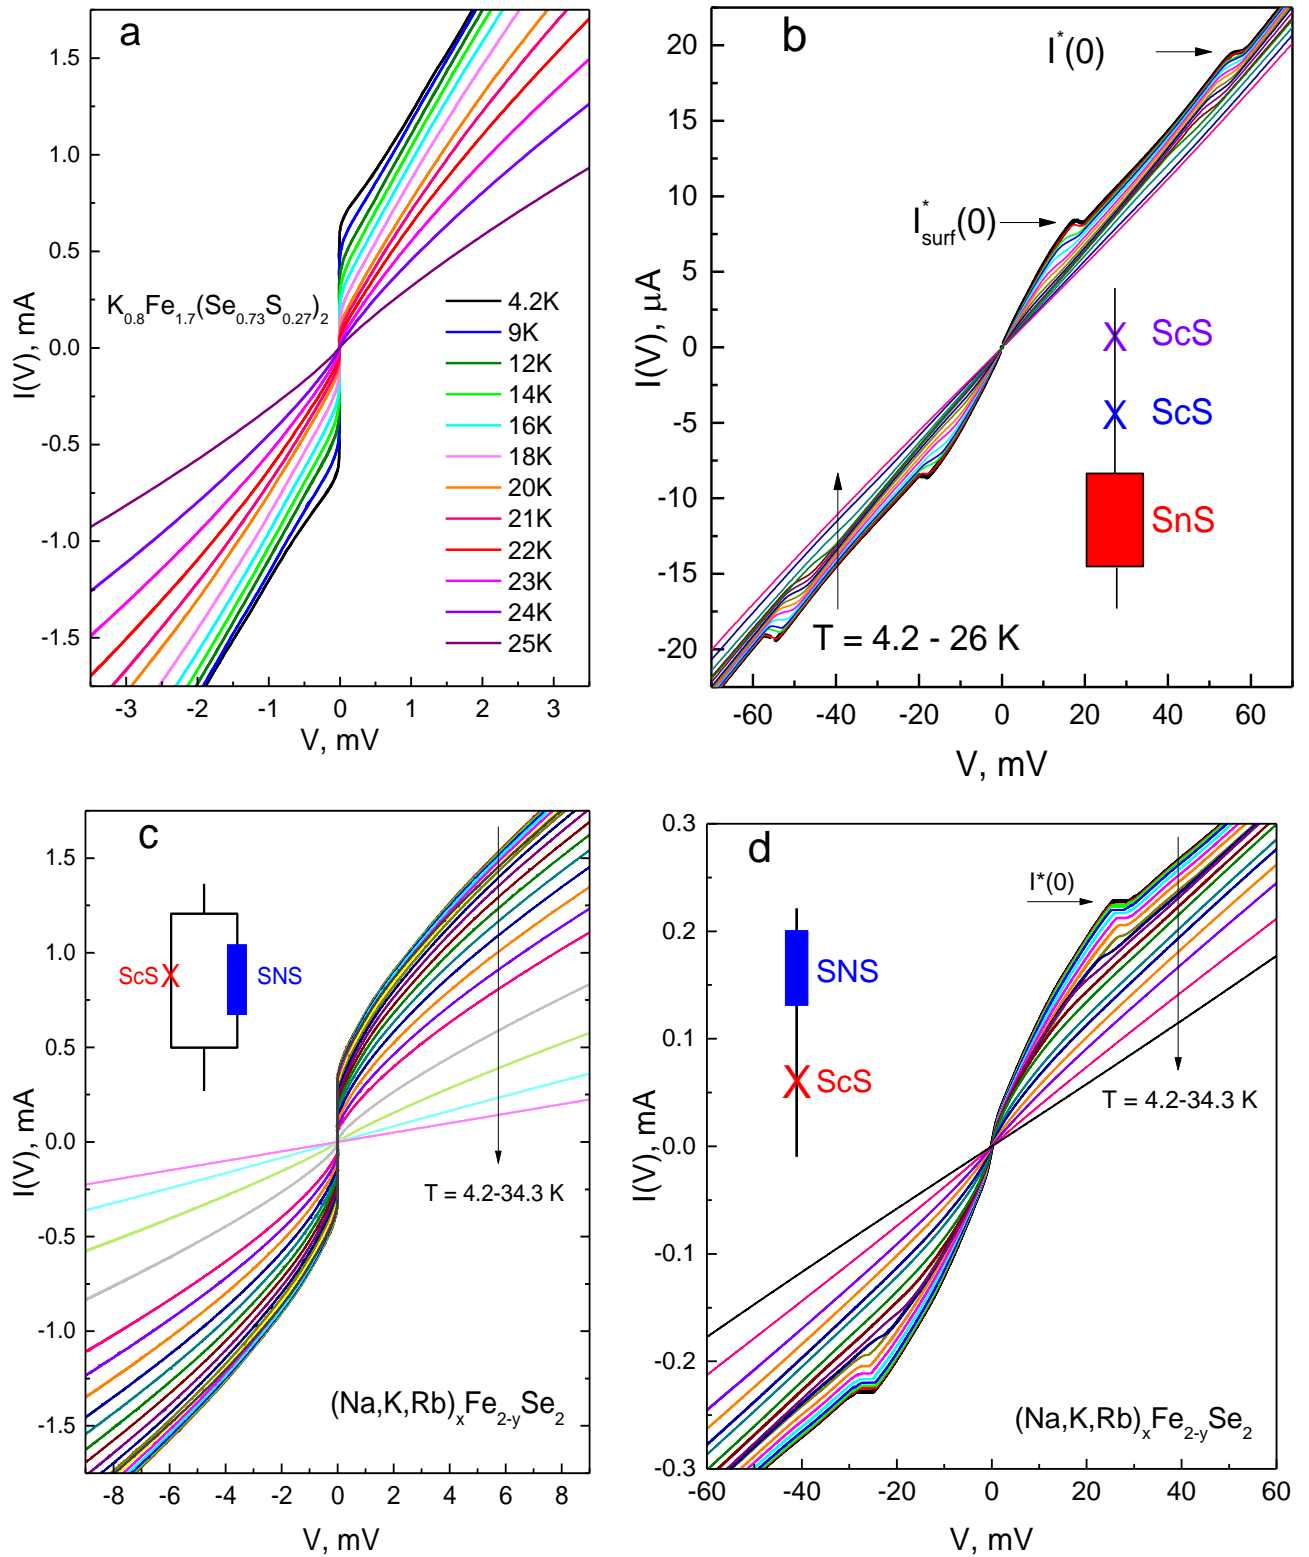 a
I(V), mA
1.5
1.0
0.5
0.0
-0.5
-1.0
-1.5
K0.8Fe1.7(Se0.73S0.27)2
4.2K
9K
12K
14K
16K
18K
20K
21K
22K
23K
24K
25K
-3 -2 -1 0 1 2 3
V, mV
b
I(V), μA
20
15
10
5
0
-5
-10
-15
-20
I*(0)
I*surf(0)
ScS
ScS
SnS
T = 4.2 - 26 K
-60 -40 -20 0 20 40 60
V, mV
c
I(V), mA
1.5
1.0
0.5
0.0
-0.5
-1.0
-1.5
ScS
SNS
T = 4.2-34.3 K
(Na,K,Rb)xFe2-ySe2
-8 -6 -4 -2 0 2 4 6 8
V, mV
d
I(V), mA
0.3
0.2
0.1
0.0
-0.1
-0.2
-0.3
I*(0)
SNS
ScS
T = 4.2-34.3 K
(Na,K,Rb)xFe2-ySe2
-60 -40 -20 0 20 40 60
V, mV